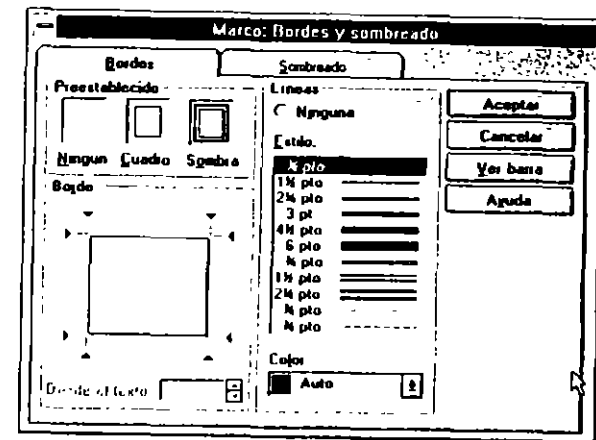 Marco: Bordes y sombreado
Bordes
Sombreado
Preestablecido
Ningun Cuadro Sombra
Borde
Desde el texto
Líneas
Ninguna
Estilo.
¾ pto
1½ pto
2¼ pto
3 pt
4½ pto
6 pto
¾ pto
1½ pto
2¼ pto
¾ pto
¾ pto
Color
Auto
Aceptar
Cancelar
Ver barra
Ayuda